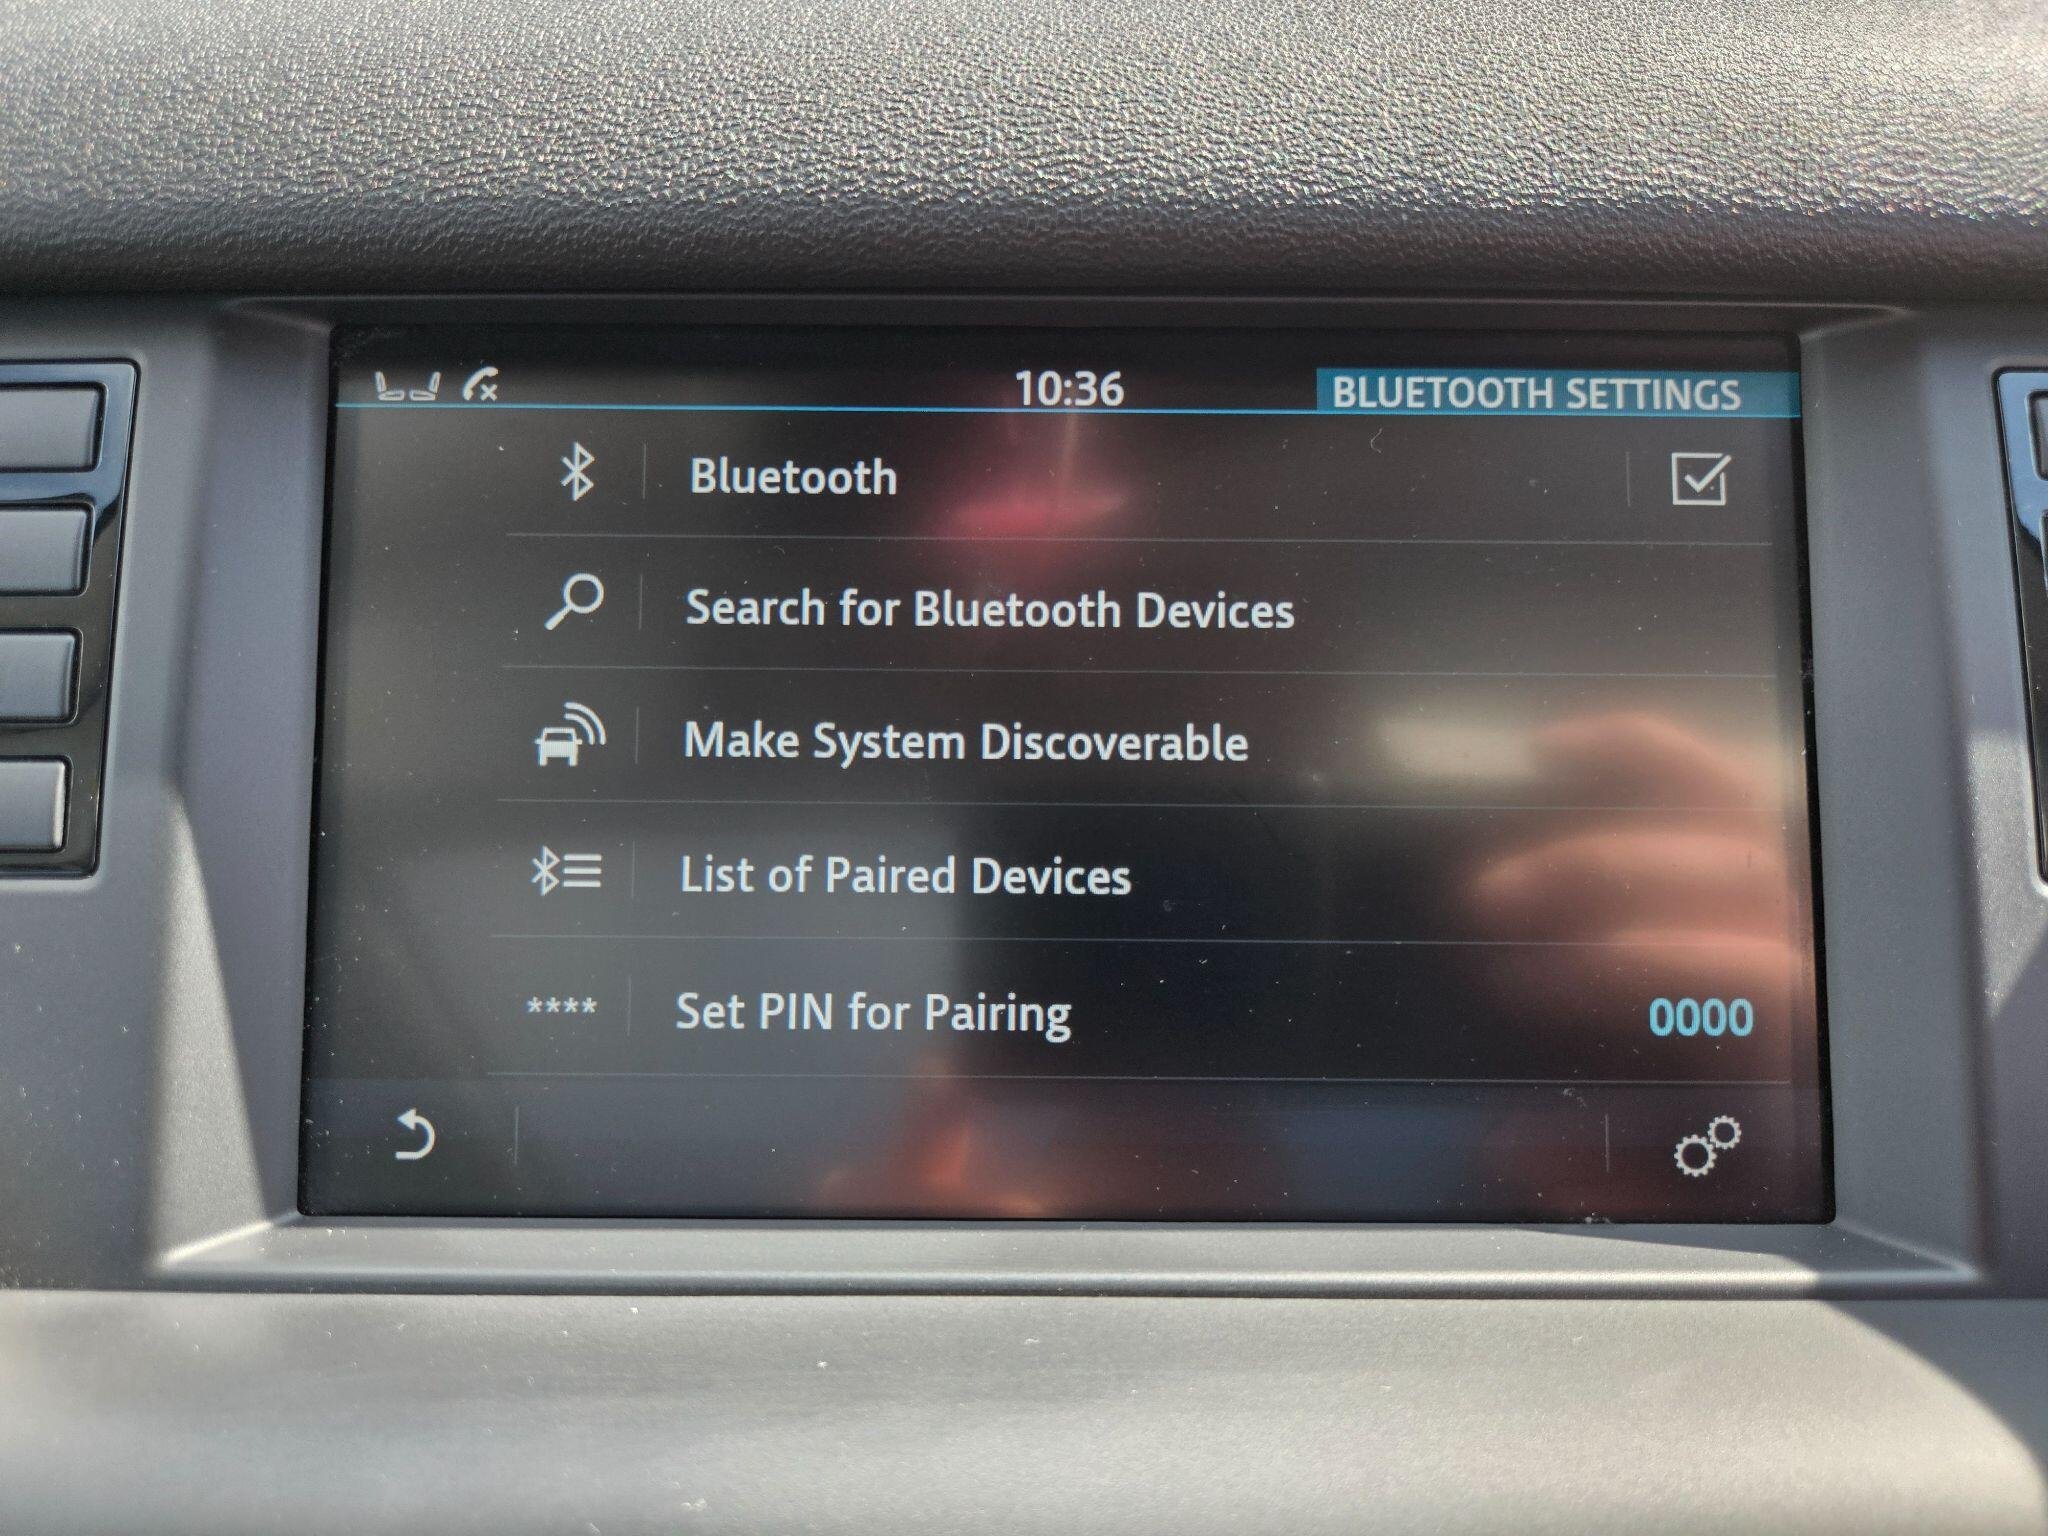 10:36
BLUETOOTH SETTINGS
Bluetooth
Search for Bluetooth Devices
Make System Discoverable
List of Paired Devices
**** Set PIN for Pairing 0000